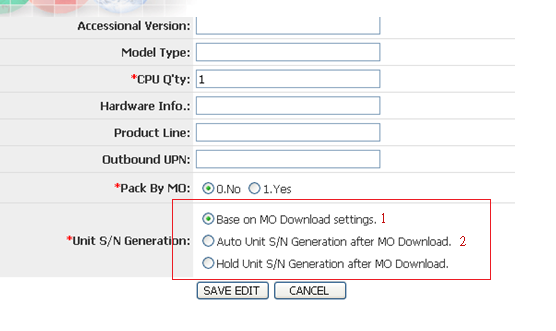 Accessional Version:
Model Type:
*CPU Q'ty: 1
Hardware Info.:
Product Line:
Outbound UPN:
*Pack By MO: 0.No 1.Yes
Base on MO Download settings. 1
*Unit S/N Generation: Auto Unit S/N Generation after MO Download. 2
Hold Unit S/N Generation after MO Download.
SAVE EDIT CANCEL